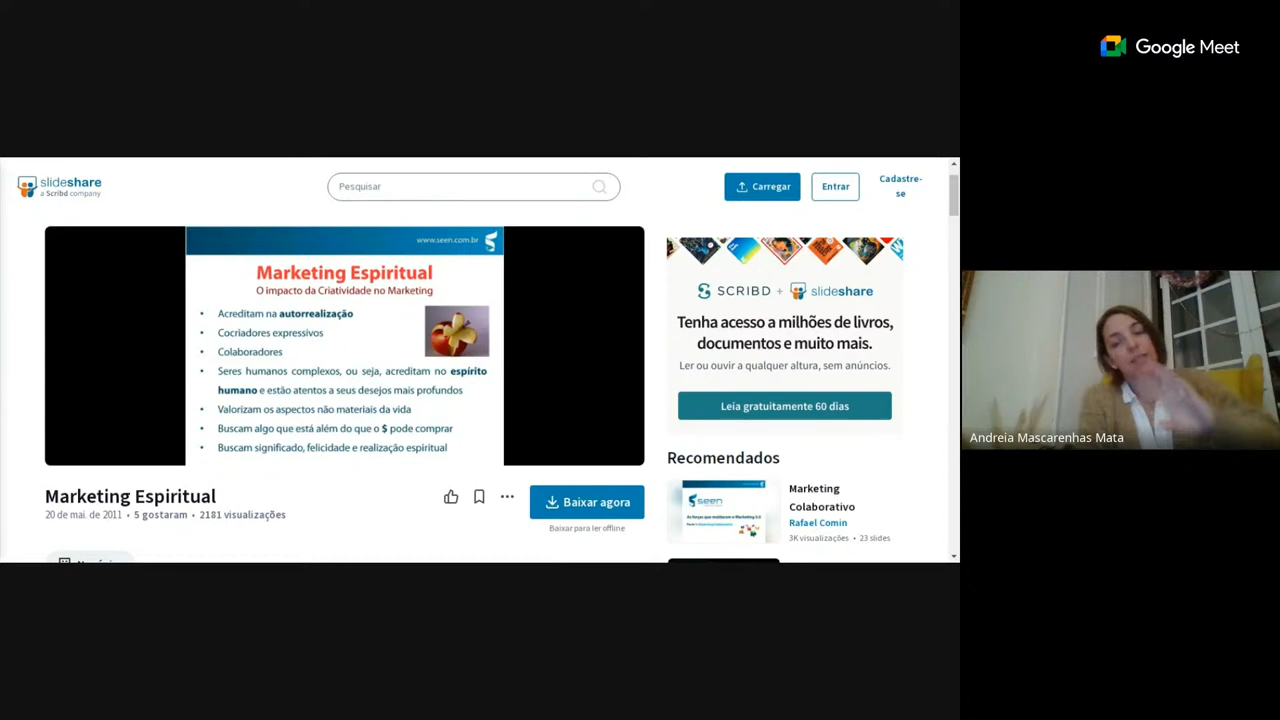 Google Meet
slideshare
a Scribd company
Pesquisar
Carregar
Entrar
Cadastre-
se
www.seen.com.br
Marketing Espiritual
O impacto da Criatividade no Marketing
• Acreditam na autorrealização
• Cocriadores expressivos
• Colaboradores
• Seres humanos complexos, ou seja, acreditam no espírito
humano e estão atentos a seus desejos mais profundos
• Valorizam os aspectos não materiais da vida
• Buscam algo que está além do que o $ pode comprar
• Buscam significado, felicidade e realização espiritual
Marketing Espiritual
20 de mai. de 2011 • 5 gostaram • 2181 visualizações
Baixar agora
Baixar para ler offline
SCRIBD + slideshare
Tenha acesso a milhões de livros,
documentos e muito mais.
Ler ou ouvir a qualquer altura, sem anúncios.
Leia gratuitamente 60 dias
Recomendados
seen
Marketing
Colaborativo
Rafael Comin
3K visualizações • 23 slides
Andreia Mascarenhas Mata